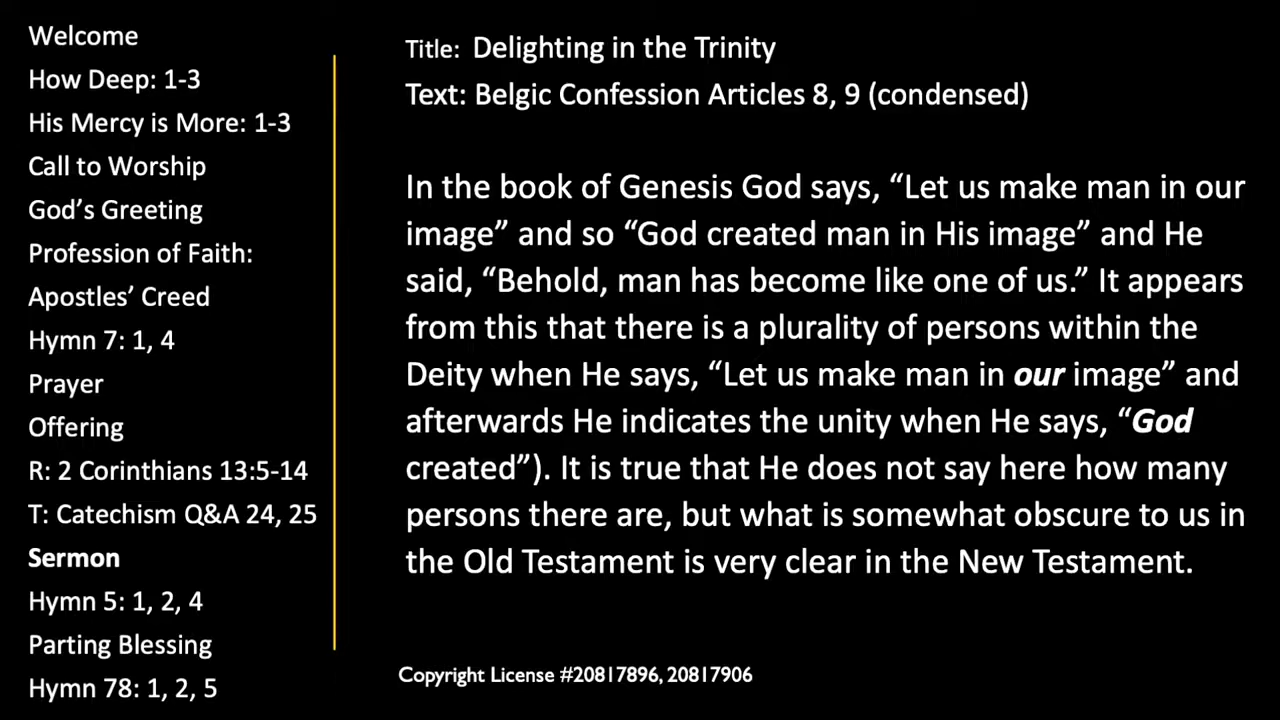 Welcome
How Deep: 1-3
His Mercy is More: 1-3
Call to Worship
God’s Greeting
Profession of Faith:
Apostles’ Creed
Hymn 7: 1, 4
Prayer
Offering
R: 2 Corinthians 13:5-14
T: Catechism Q&A 24, 25
Sermon
Hymn 5: 1, 2, 4
Parting Blessing
Hymn 78: 1, 2, 5
Title: Delighting in the Trinity
Text: Belgic Confession Articles 8, 9 (condensed)
In the book of Genesis God says, “Let us make man in our
image” and so “God created man in His image” and He
said, “Behold, man has become like one of us.” It appears
from this that there is a plurality of persons within the
Deity when He says, “Let us make man in our image” and
afterwards He indicates the unity when He says, “God
created”). It is true that He does not say here how many
persons there are, but what is somewhat obscure to us in
the Old Testament is very clear in the New Testament.
Copyright License #20817896, 20817906